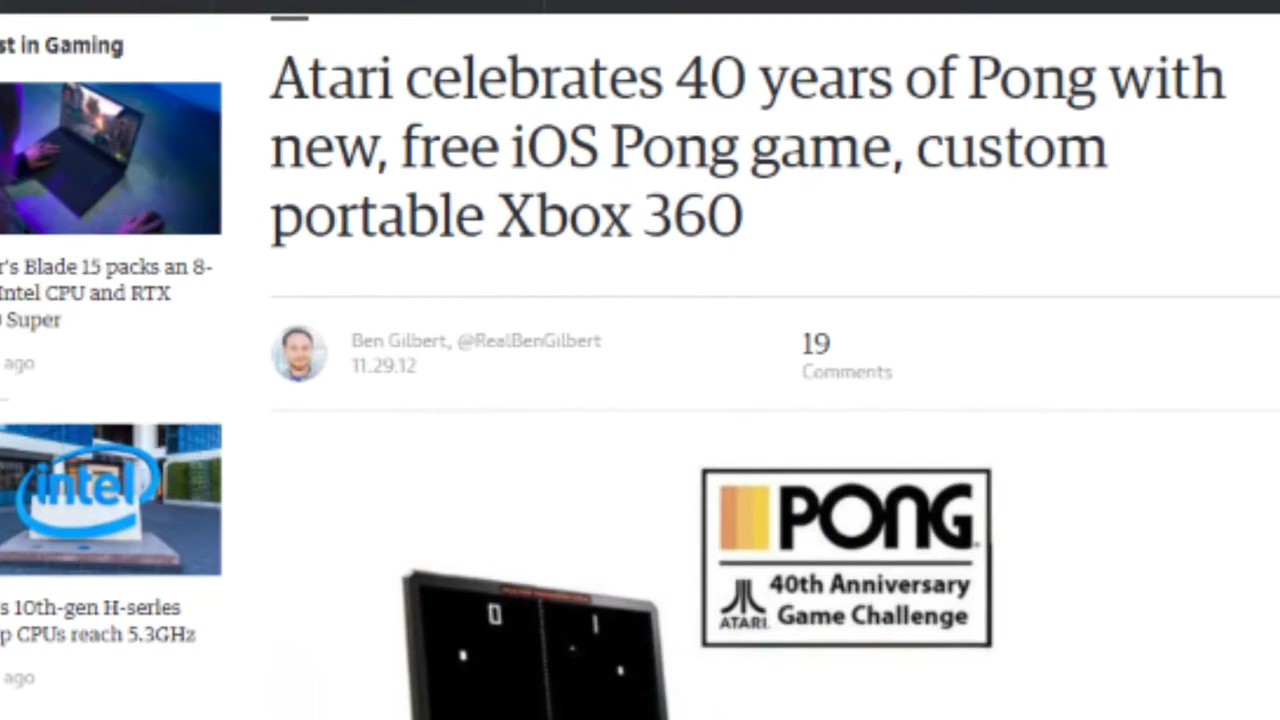 st in Gaming
Atari celebrates 40 years of Pong with
new, free iOS Pong game, custom
portable Xbox 360
Ben Gilbert, @RealBenGilbert
11.29.12
19
Comments
r's Blade 15 packs an 8-
Intel CPU and RTX
Super
ago
intel
s 10th-gen H-series
p CPUs reach 5.3GHz
ago
PONG
40th Anniversary
ATARI Game Challenge
0 1